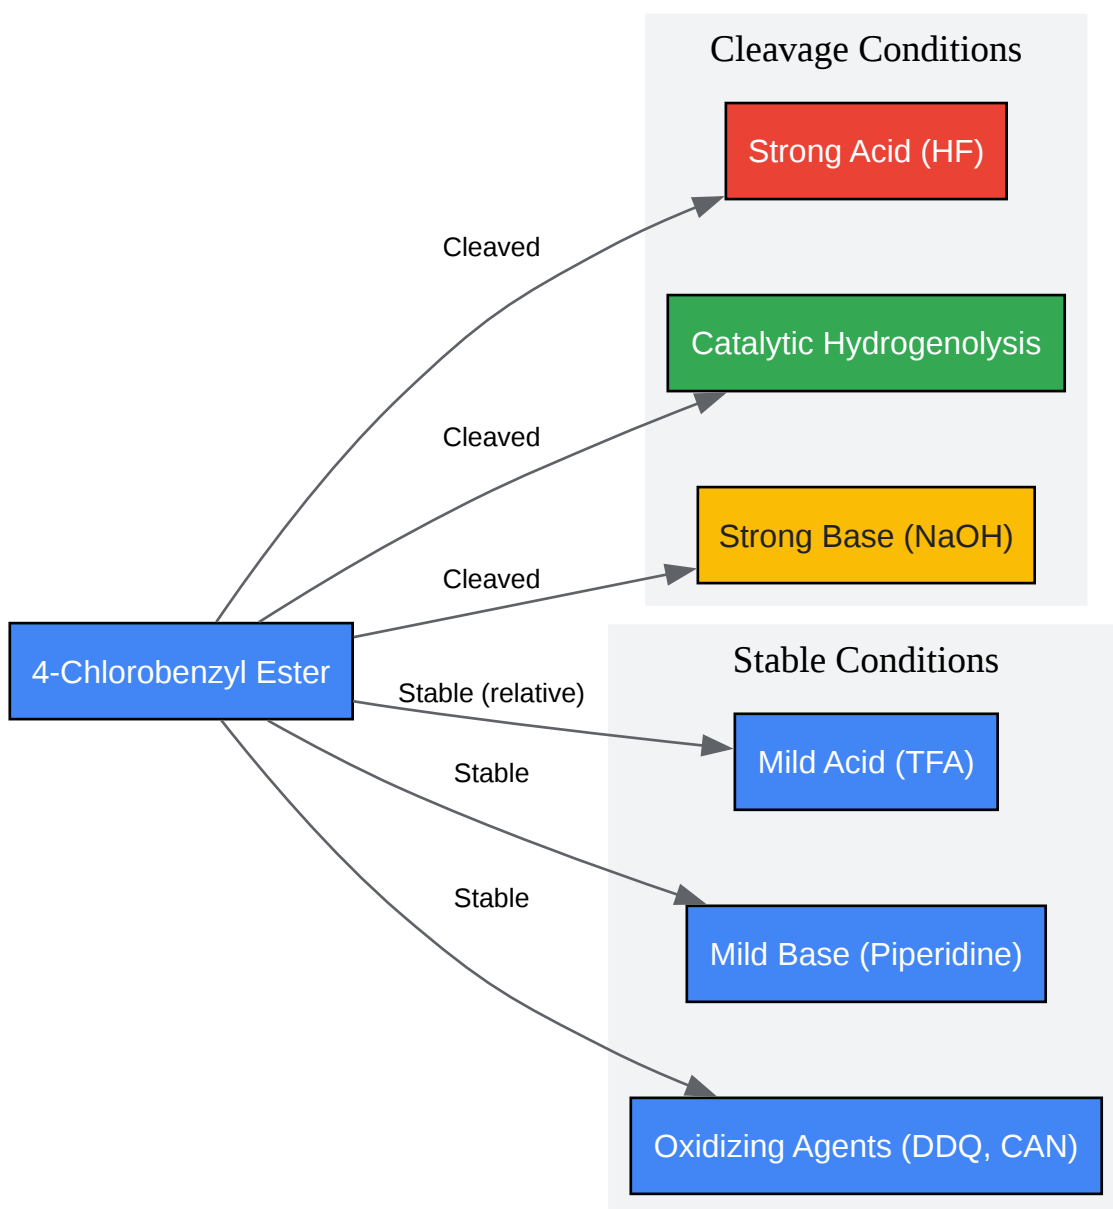 Cleavage Conditions
Strong Acid (HF)
Cleaved
Catalytic Hydrogenolysis
Cleaved
Strong Base (NaOH)
Cleaved
4-Chlorobenzyl Ester
Stable Conditions
Stable (relative)
Mild Acid (TFA)
Stable
Mild Base (Piperidine)
Stable
Oxidizing Agents (DDQ, CAN)